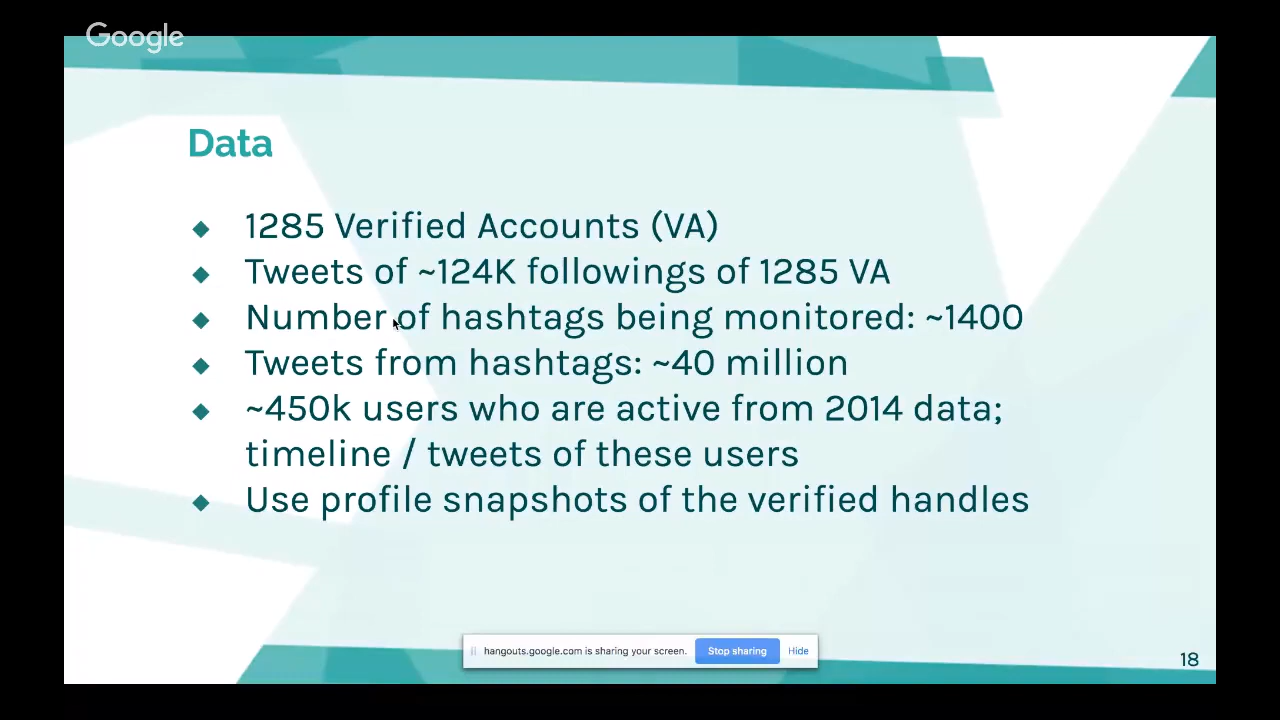 Google
Data
1285 Verified Accounts (VA)
Tweets of ~124K followings of 1285 VA
Number of hashtags being monitored: ~1400
Tweets from hashtags: ~40 million
~450k users who are active from 2014 data;
timeline / tweets of these users
Use profile snapshots of the verified handles
hangouts.google.com is sharing your screen. Stop sharing Hide
18